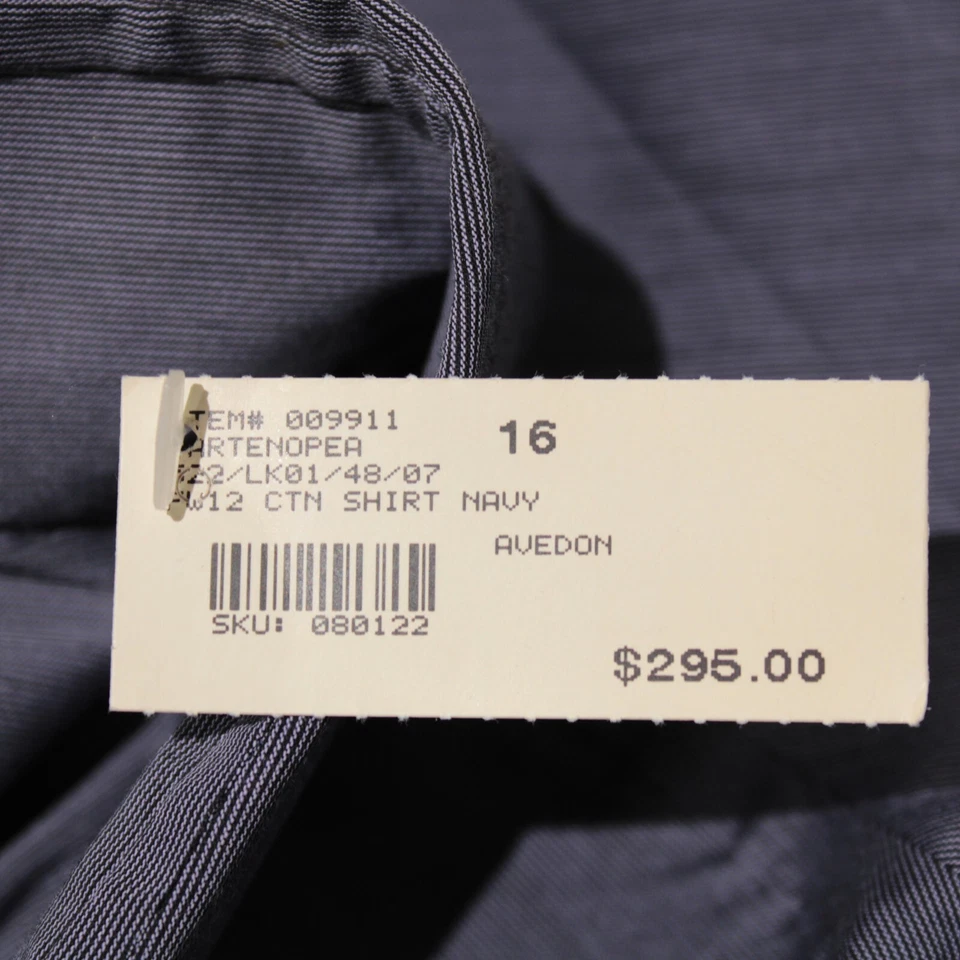 TEM# 009911
16
ARTENOPEA
22/LK01/48/07
W12 CTN SHIRT NAVY
AVEDON
SKU: 080122
$295.00